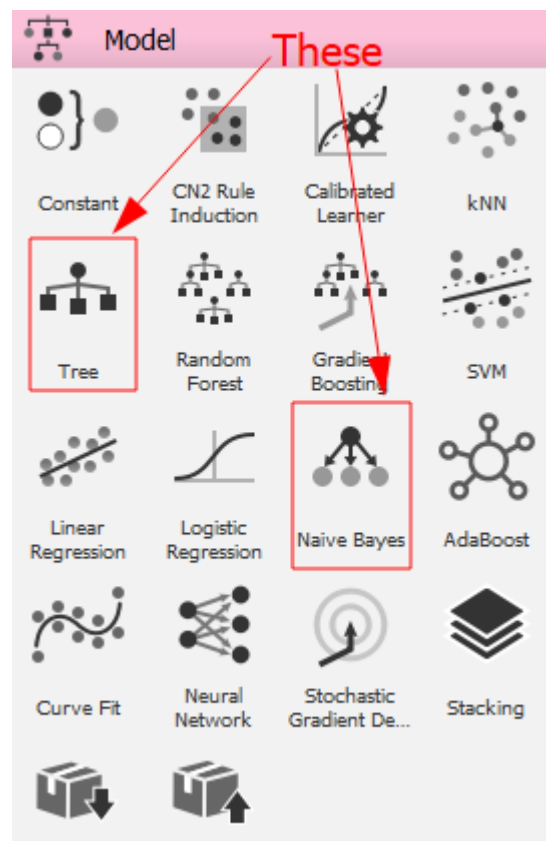 Model
These
Constant
CN2 Rule
Induction
Calibrated
Learner
kNN
Tree
Random
Forest
Gradient
Boosting
SVM
Linear
Regression
Logistic
Regression
Naive Bayes
AdaBoost
Curve Fit
Neural
Network
Stochastic
Gradient De...
Stacking